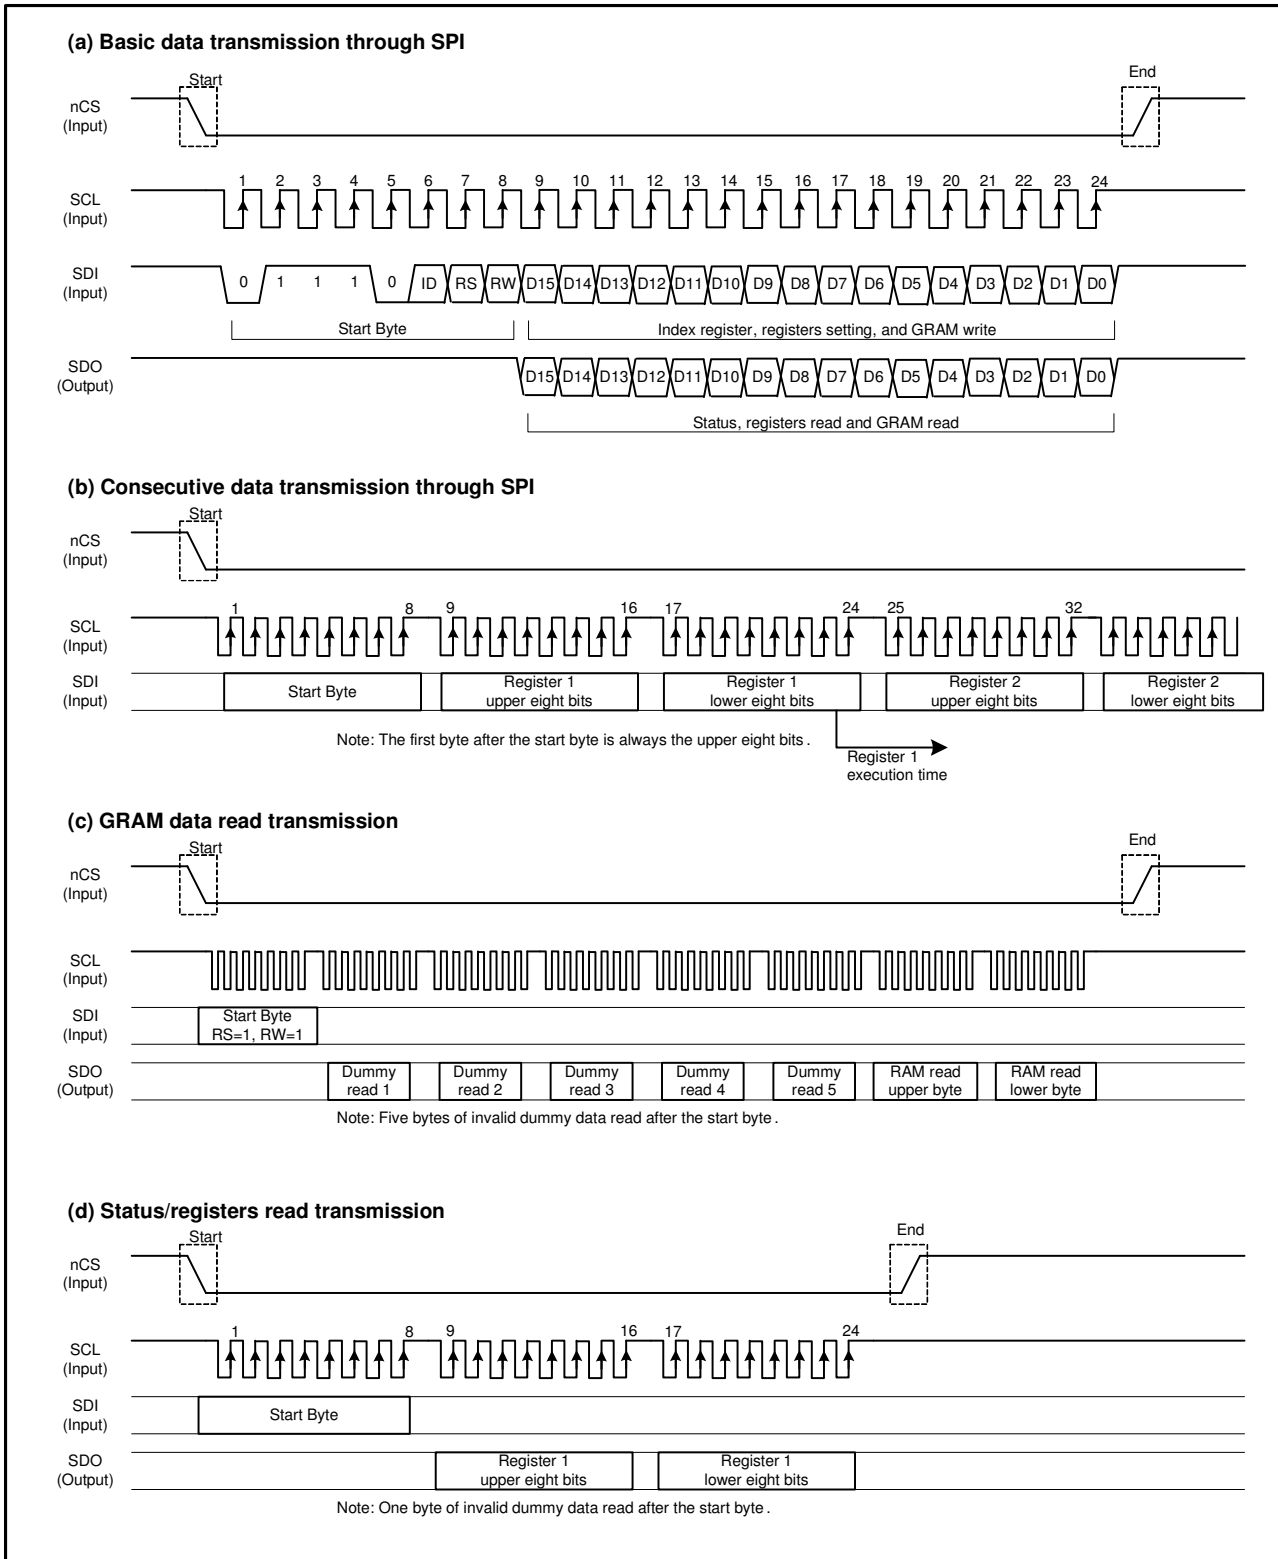 (a) Basic data transmission through SPI
Start
End
nCS
(Input)
1 2 3 4 5 6 7 8 9 10 11 12 13 14 15 16 17 18 19 20 21 22 23 24
SCL
(Input)
SDI
(Input)
0 1 1 1 0 ID RS RW D15 D14 D13 D12 D11 D10 D9 D8 D7 D6 D5 D4 D3 D2 D1 D0
Start Byte
Index register, registers setting, and GRAM write
SDO
(Output)
D15 D14 D13 D12 D11 D10 D9 D8 D7 D6 D5 D4 D3 D2 D1 D0
Status, registers read and GRAM read
(b) Consecutive data transmission through SPI
Start
nCS
(Input)
1 8 9 16 17 24 25 32
SCL
(Input)
SDI
(Input)
Start Byte
Register 1
upper eight bits
Register 1
lower eight bits
Register 2
upper eight bits
Register 2
lower eight bits
Note: The first byte after the start byte is always the upper eight bits .
Register 1
execution time
(c) GRAM data read transmission
Start
End
nCS
(Input)
SCL
(Input)
SDI
(Input)
Start Byte
RS=1, RW=1
SDO
(Output)
Dummy
read 1
Dummy
read 2
Dummy
read 3
Dummy
read 4
Dummy
read 5
RAM read
upper byte
RAM read
lower byte
Note: Five bytes of invalid dummy data read after the start byte .
(d) Status/registers read transmission
Start
End
nCS
(Input)
1 8 9 16 17 24
SCL
(Input)
SDI
(Input)
Start Byte
SDO
(Output)
Register 1
upper eight bits
Register 1
lower eight bits
Note: One byte of invalid dummy data read after the start byte .